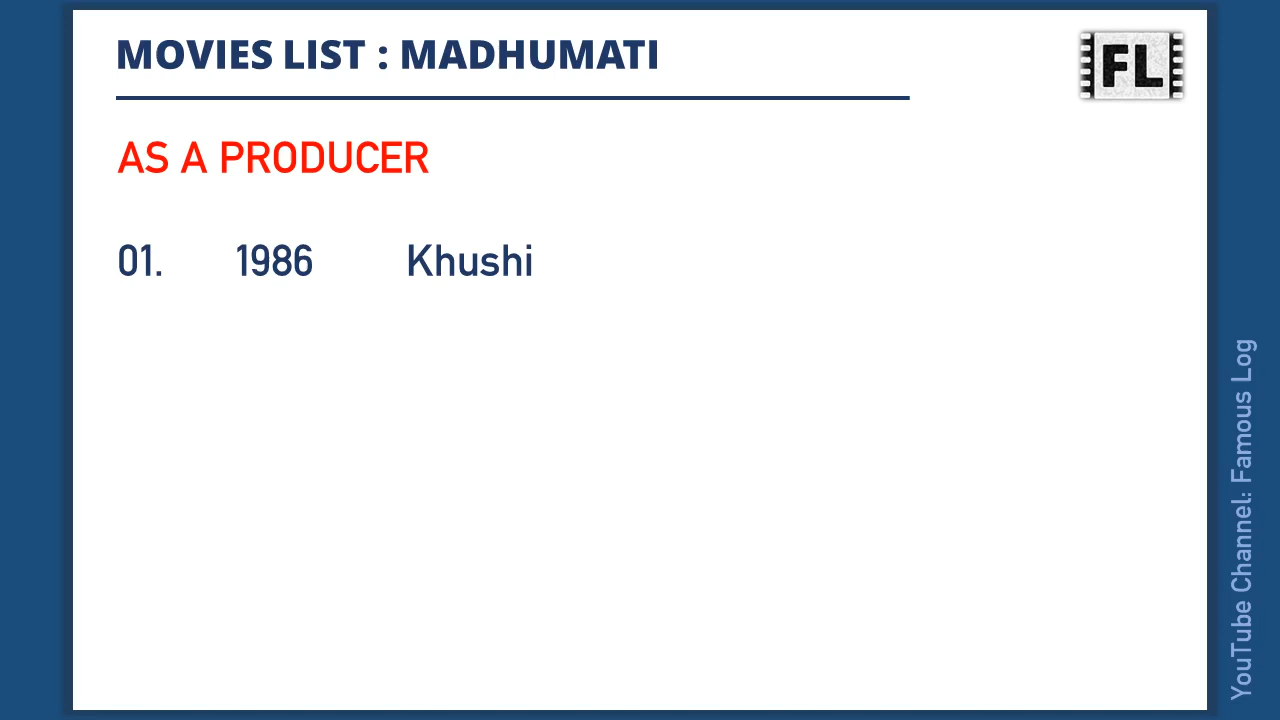 MOVIES LIST : MADHUMATI
FL
AS A PRODUCER
01. 1986 Khushi
YouTube Channel: Famous Log